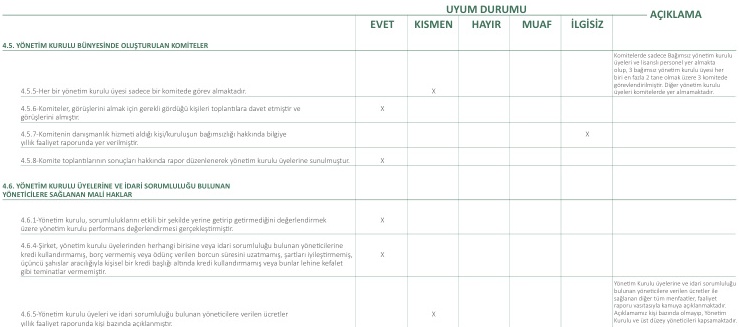 UYUM DURUMU
AÇIKLAMA
EVET KISMEN HAYIR MUAF İLGİSİZ
4.5. YÖNETİM KURULU BÜNYESİNDE OLUŞTURULAN KOMİTELER
4.5.5-Her bir yönetim kurulu üyesi sadece bir komitede görev almaktadır.
X
Komitelerde sadece Bağımsız yönetim kurulu
üyeleri ve lisanslı personel yer almakta
olup, 3 bağımsız yönetim kurulu üyesi her
biri en fazla 2 tane olmak üzere 3 komitede
görevlendirilmiştir. Diğer yönetim kurulu
üyeleri komitelerde yer almamaktadır.
4.5.6-Komiteler, görüşlerini almak için gerekli gördüğü kişileri toplantılara davet etmiştir ve
görüşlerini almıştır.
X
4.5.7-Komitenin danışmanlık hizmeti aldığı kişi/kuruluşun bağımsızlığı hakkında bilgiye
yıllık faaliyet raporunda yer verilmiştir.
X
4.5.8-Komite toplantılarının sonuçları hakkında rapor düzenlenerek yönetim kurulu üyelerine sunulmuştur.
X
4.6. YÖNETİM KURULU ÜYELERİNE VE İDARİ SORUMLULUĞU BULUNAN
YÖNETİCİLERE SAĞLANAN MALİ HAKLAR
4.6.1-Yönetim kurulu, sorumluluklarını etkili bir şekilde yerine getirip getirmediğini değerlendirmek
üzere yönetim kurulu performans değerlendirmesi gerçekleştirmiştir.
X
4.6.4-Şirket, yönetim kurulu üyelerinden herhangi birisine veya idari sorumluluğu bulunan yöneticilerine
kredi kullandırmamış, borç vermemiş veya ödünç verilen borcun süresini uzatmamış, şartları iyileştirmemiş,
üçüncü şahıslar aracılığıyla kişisel bir kredi başlığı altında kredi kullandırmamış veya bunlar lehine kefalet
gibi teminatlar vermemiştir.
X
4.6.5-Yönetim kurulu üyeleri ve idari sorumluluğu bulunan yöneticilere verilen ücretler
yıllık faaliyet raporunda kişi bazında açıklanmıştır.
X
Yönetim Kurulu üyelerine ve idari sorumluluğu
bulunan yöneticilere verilen ücretler ile
sağlanan diğer tüm menfaatler, faaliyet
raporu vasıtasıyla kamuya açıklanmaktadır.
Açıklamamız kişi bazında olmayıp, Yönetim
Kurulu ve üst düzey yöneticileri kapsamaktadır.